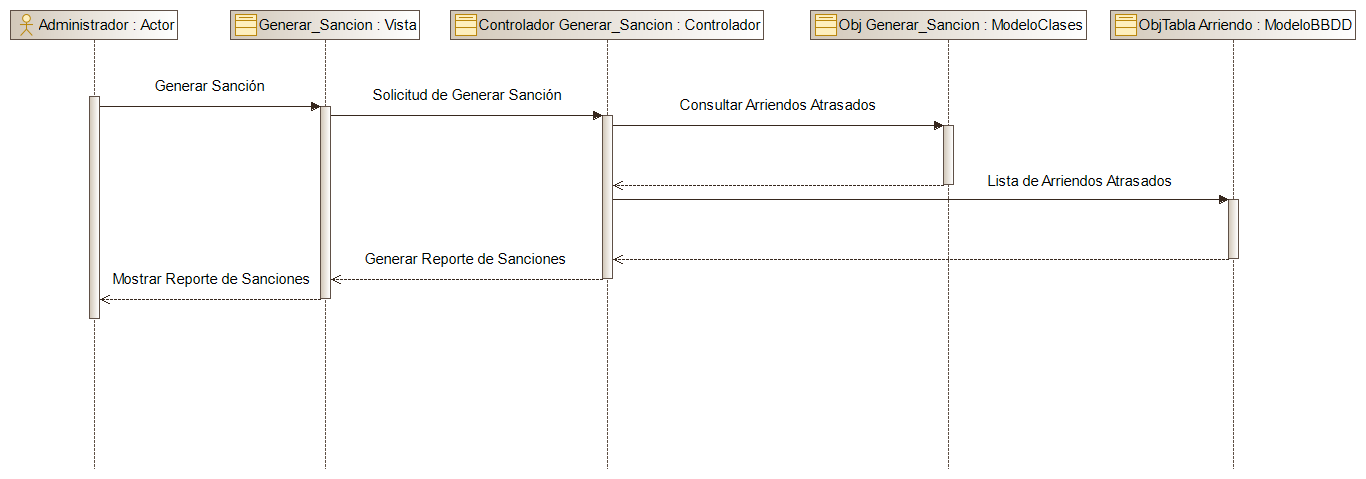 Administrador : Actor
Generar_Sancion : Vista
Controlador Generar_Sancion : Controlador
Obj Generar_Sancion : ModeloClases
ObjTabla Arriendo : ModeloBBDD
Generar Sanción
Solicitud de Generar Sanción
Consultar Arriendos Atrasados
Lista de Arriendos Atrasados
Generar Reporte de Sanciones
Mostrar Reporte de Sanciones